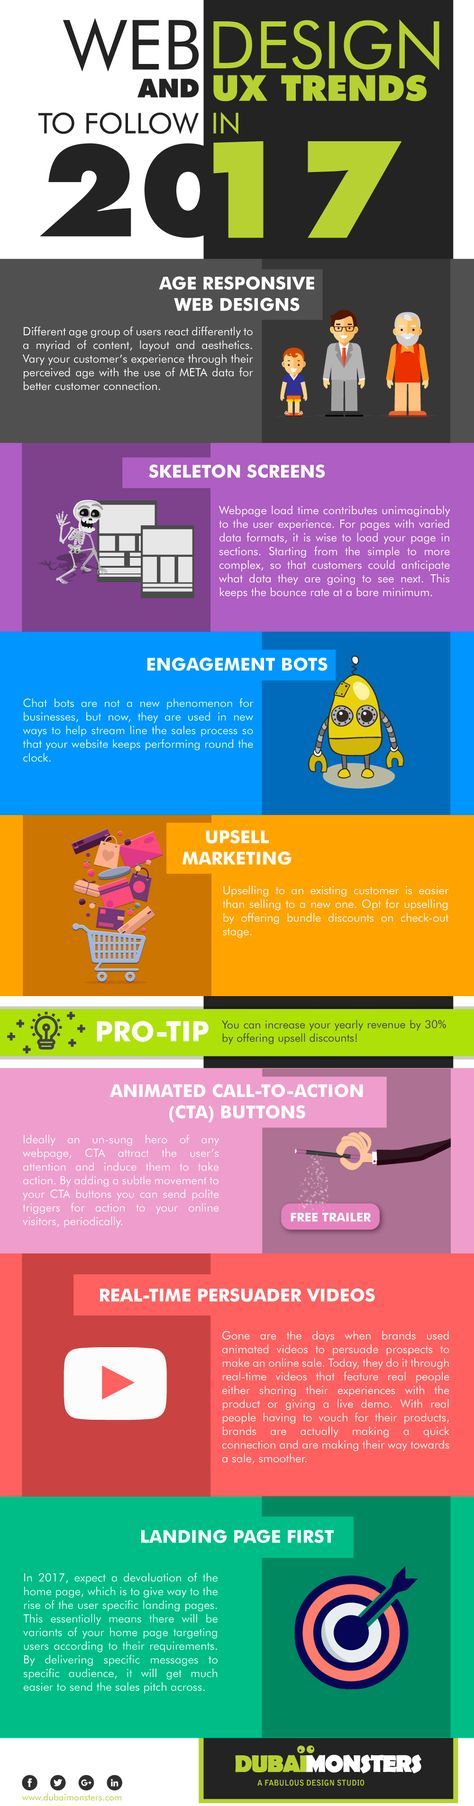 WEB DESIGN
AND UX TRENDS
TO FOLLOW IN
2017
AGE RESPONSIVE
WEB DESIGNS
Different age group of users react differently to
a myriad of content, layout and aesthetics.
Vary your customer's experience through their
perceived age with the use of META data for
better customer connection.
SKELETON SCREENS
Webpage load time contributes unimaginably
to the user experience. For pages with varied
data formats, it is wise to load your page in
sections. Starting from the simple to more
complex, so that customers could anticipate
what data they are going to see next. This
keeps the bounce rate at a bare minimum.
ENGAGEMENT BOTS
Chat bots are not a new phenomenon for
businesses, but now, they are used in new
ways to help stream line the sales process so
that your website keeps performing round the
clock.
UPSELL
MARKETING
Upselling to an existing customer is easier
than selling to a new one. Opt for upselling
by offering bundle discounts on check-out
stage.
PRO-TIP
You can increase your yearly revenue by 30%
by offering upsell discounts!
ANIMATED CALL-TO-ACTION
(CTA) BUTTONS
Ideally an un-sung hero of any
webpage, CTA attract the user's
attention and induce them to take
action. By adding a subtle movement to
your CTA buttons you can send polite
triggers for action to your online
visitors, periodically.
FREE TRAILER
REAL-TIME PERSUADER VIDEOS
Gone are the days when brands used
animated videos to persuade prospects to
make an online sale. Today, they do it through
real-time videos that feature real people
either sharing their experiences with the
product or giving a live demo. With real
people having to vouch for their products,
brands are actually making a quick
connection and are making their way towards
a sale, smoother.
LANDING PAGE FIRST
In 2017, expect a devaluation of the
home page, which is to give way to the
rise of the user specific landing pages.
This essentially means there will be
variants of your home page targeting
users according to their requirements.
By delivering specific messages to
specific audience, it will get much
easier to send the sales pitch across.
DUBAÏMONSTERS
A FABULOUS DESIGN STUDIO
f G+ in
www.dubaimonsters.com